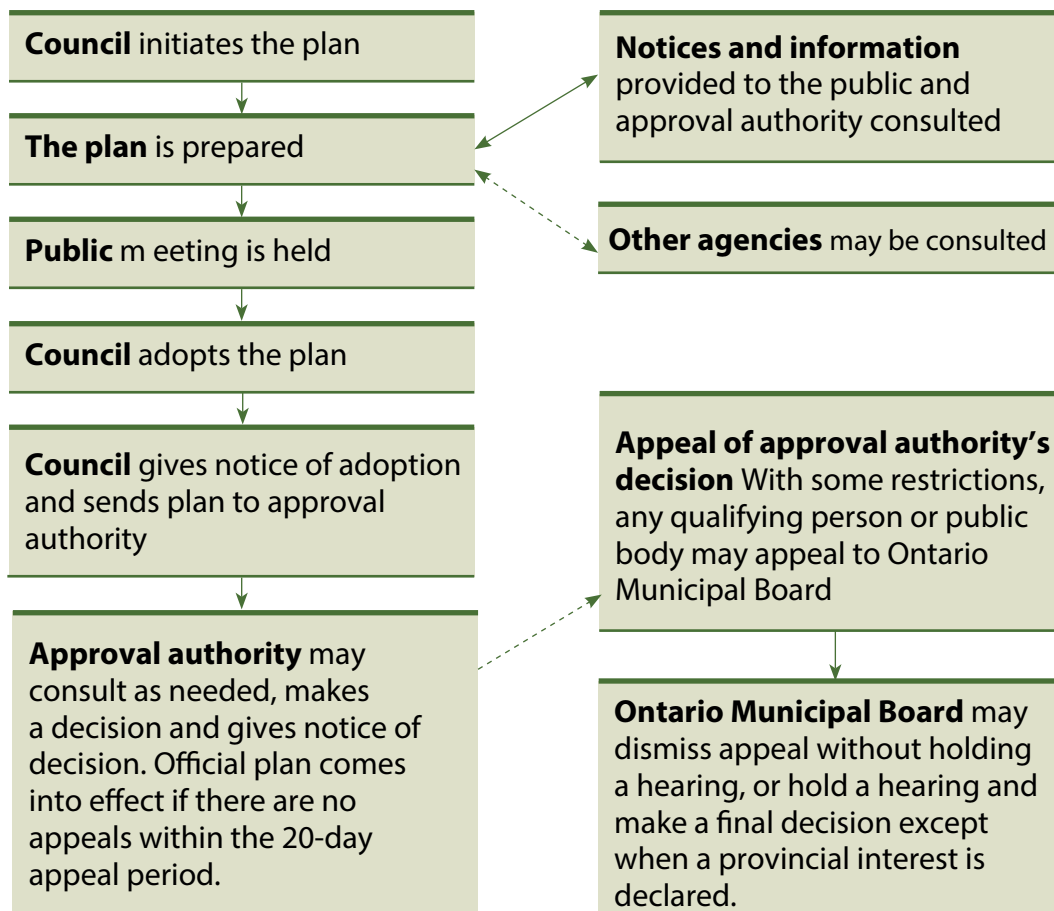 Council initiates the plan
The plan is prepared
Notices and information
provided to the public and
approval authority consulted
Other agencies may be consulted
Public m eeting is held
Council adopts the plan
Council gives notice of adoption
and sends plan to approval
authority
Approval authority may
consult as needed, makes
a decision and gives notice of
decision. Official plan comes
into effect if there are no
appeals within the 20-day
appeal period.
Appeal of approval authority’s
decision With some restrictions,
any qualifying person or public
body may appeal to Ontario
Municipal Board
Ontario Municipal Board may
dismiss appeal without holding
a hearing, or hold a hearing and
make a final decision except
when a provincial interest is
declared.